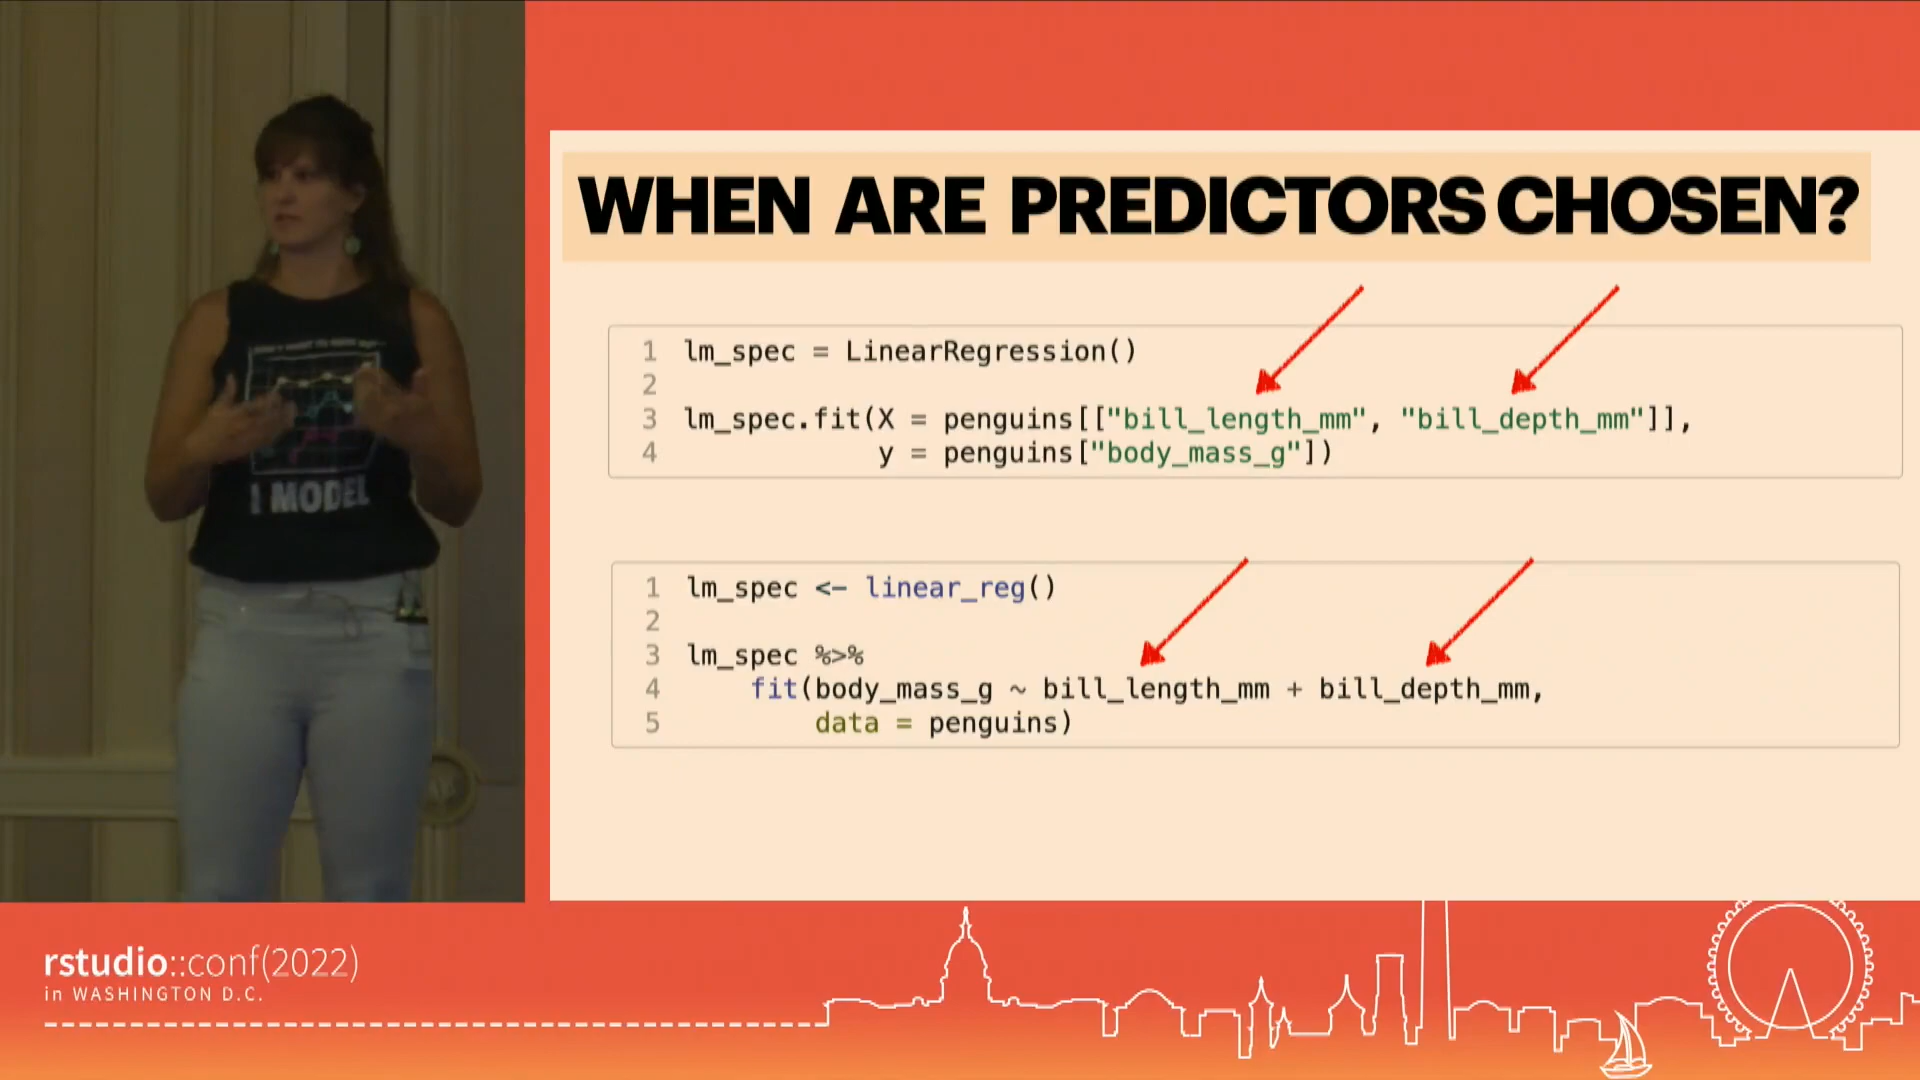 WHEN ARE PREDICTORS CHOSEN?
1 lm_spec = LinearRegression()
2
3 lm_spec.fit(X = penguins[["bill_length_mm", "bill_depth_mm"]],
4 y = penguins["body_mass_g"])
1 lm_spec <- linear_reg()
2
3 lm_spec %>%
4 fit(body_mass_g ~ bill_length_mm + bill_depth_mm,
5 data = penguins)
I MODEL
rstudio::conf(2022)
in WASHINGTON D.C.